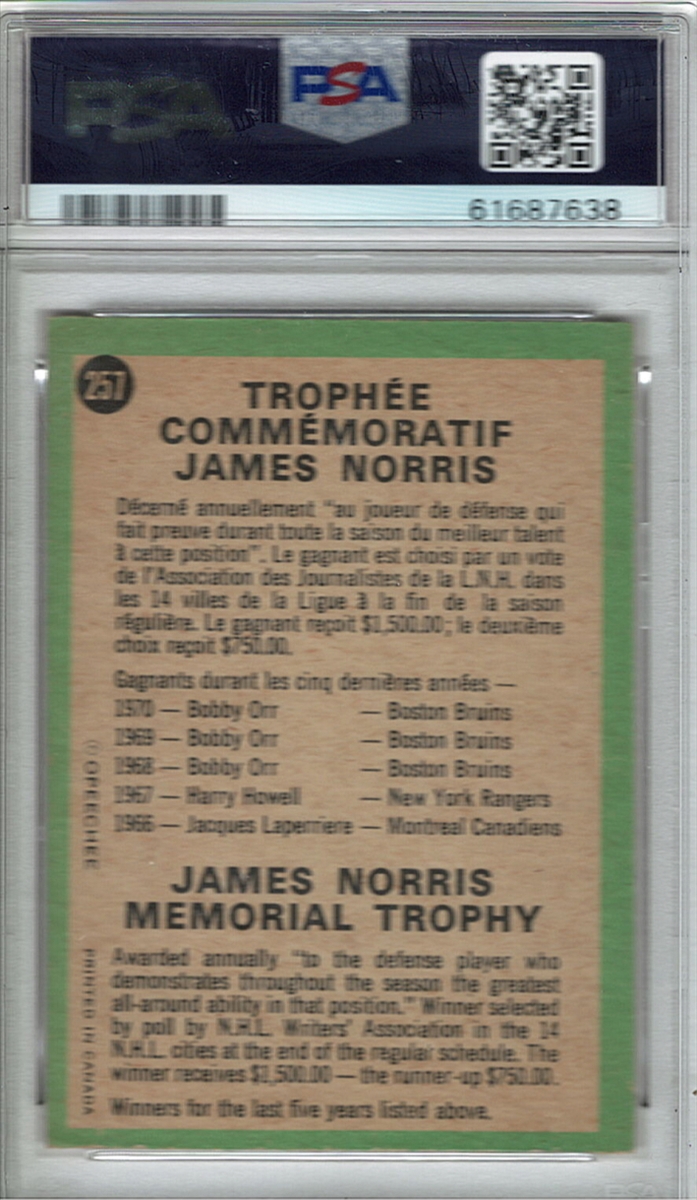 PSA
PSA
61687638
257
TROPHÉE
COMMÉMORATIF
JAMES NORRIS
Décerné annuellement "au joueur de défense qui
fait preuve durant toute la saison du meilleur talent
à cette position". Le gagnant est choisi par un vote
de l'Association des Journalistes de la L.N.H. dans
les 14 villes de la Ligue à la fin de la saison
régulière. Le gagnant reçoit $1,500.00; le deuxième
choix reçoit $750.00.
Gagnants durant les cinq dernières années —
1970 — Bobby Orr — Boston Bruins
1969 — Bobby Orr — Boston Bruins
1968 — Bobby Orr — Boston Bruins
1967 — Harry Howell — New York Rangers
1966 — Jacques Laperriere — Montreal Canadiens
JAMES NORRIS
MEMORIAL TROPHY
Awarded annually "to the defense player who
demonstrates throughout the season the greatest
all-around ability in that position." Winner selected
by poll by N.H.L. Writers' Association in the 14
N.H.L. cities at the end of the regular schedule. The
winner receives $1,500.00 — the runner-up $750.00.
Winners for the last five years listed above.
© OPEECHEE
PRINTED IN CANADA
PSA